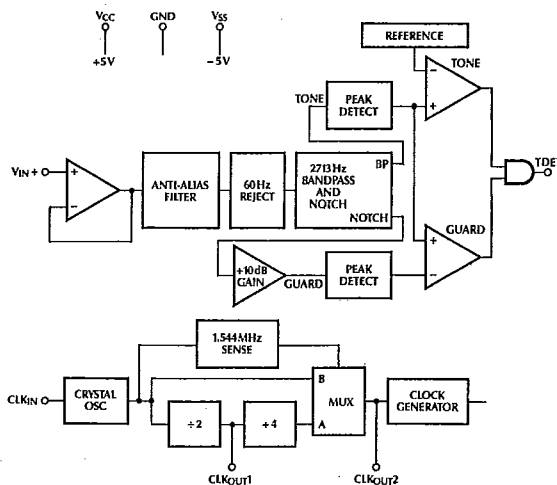 VCC GND VSS
+5V -5V
REFERENCE
TONE
-
+
TONE
PEAK
DETECT
VIN+
+
-
ANTI-ALIAS
FILTER
60Hz
REJECT
2713Hz
BANDPASS
AND
NOTCH
BP
NOTCH
TDE
GUARD
+
-
+10dB
GAIN
GUARD
PEAK
DETECT
1.544MHz
SENSE
CLKIN
CRYSTAL
OSC
B
MUX
A
CLOCK
GENERATOR
÷2
÷4
CLKOUT1
CLKOUT2